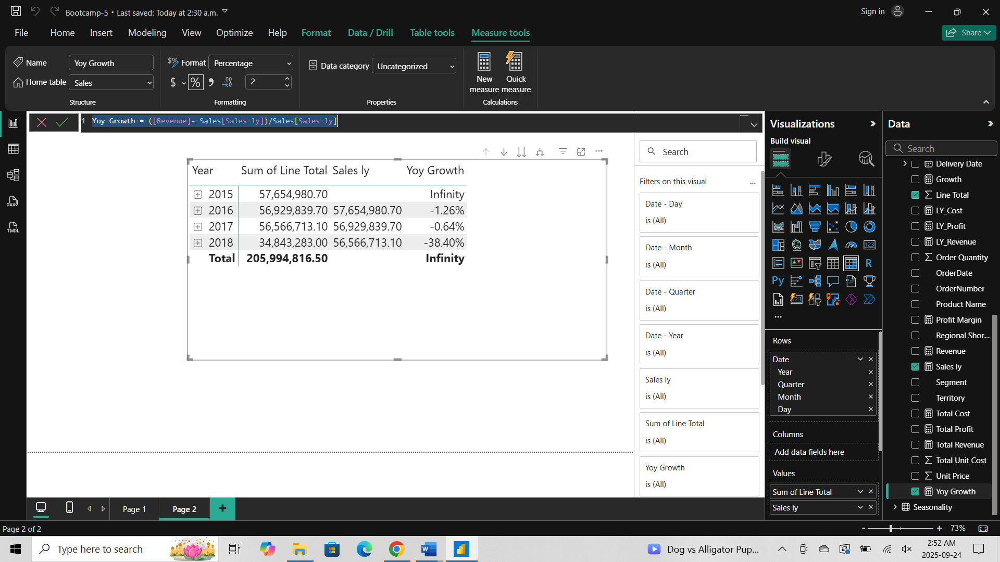 Bootcamp-5 • Last saved: Today at 2:30 a.m.
Sign in
File Home Insert Modeling View Optimize Help Format Data / Drill Table tools Measure tools
Share
Name Yoy Growth
Home table Sales
Structure
Format Percentage
$ % , .00 2
Formatting
Data category Uncategorized
Properties
New measure
Quick measure
Calculations
1 Yoy Growth = ([Revenue]- Sales[Sales ly])/Sales[Sales ly]
Year Sum of Line Total Sales ly Yoy Growth
2015 57,654,980.70 Infinity
2016 56,929,839.70 57,654,980.70 -1.26%
2017 56,566,713.10 56,929,839.70 -0.64%
2018 34,843,283.00 56,566,713.10 -38.40%
Total 205,994,816.50 Infinity
Search
Filters on this visual ...
Date - Day
is (All)
Date - Month
is (All)
Date - Quarter
is (All)
Date - Year
is (All)
Sales ly
is (All)
Sum of Line Total
is (All)
Yoy Growth
is (All)
Visualizations
Build visual
123
R
Py
123
...
Rows
Date
Year
Quarter
Month
Day
Columns
Add data fields here
Values
Sum of Line Total
Sales ly
Data
Search
Delivery Date
Growth
Line Total
LY_Cost
LY_Profit
LY_Revenue
Order Quantity
OrderDate
OrderNumber
Product Name
Profit Margin
Regional Shor...
Revenue
Sales ly
Segment
Territory
Total Cost
Total Profit
Total Revenue
Total Unit Cost
Unit Price
Yoy Growth
Seasonality
DAX
TMDL
Page 1 Page 2 +
Page 2 of 2
- + 73%
Type here to search
Dog vs Alligator Pup...
2:52 AM
2025-09-24